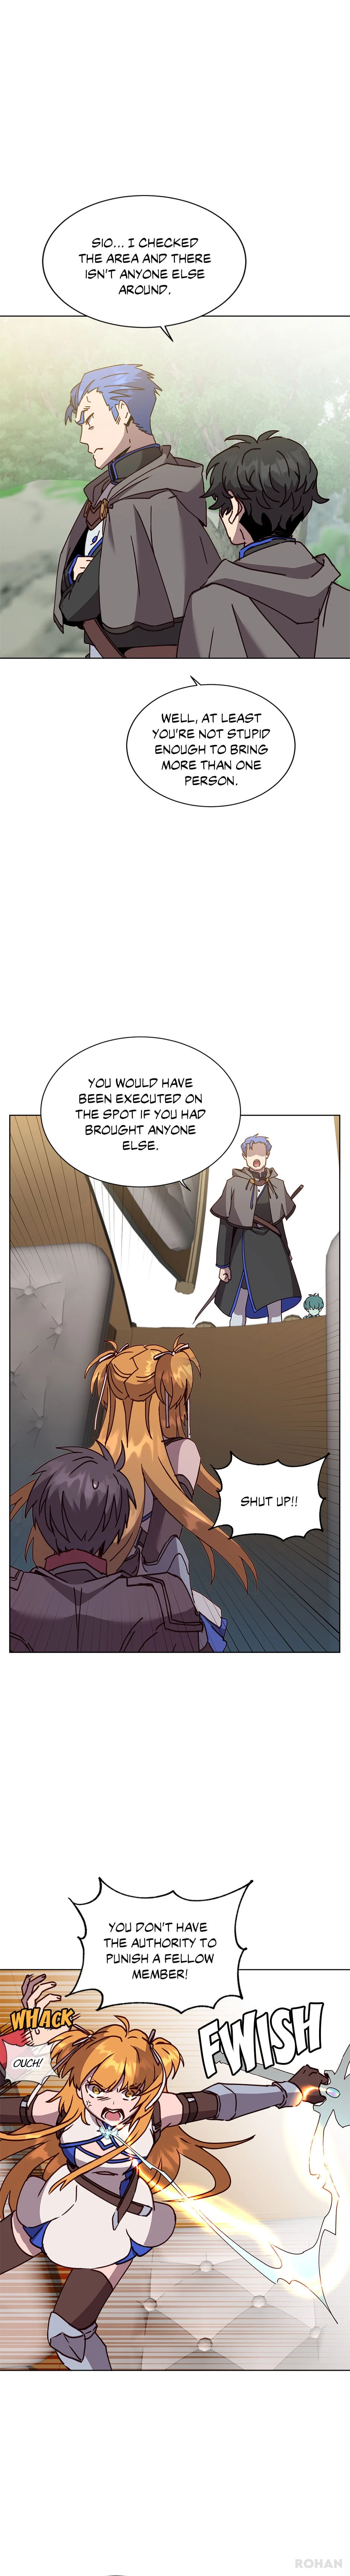 SIO... I CHECKED
THE AREA AND THERE
ISN'T ANYONE ELSE
AROUND.
WELL, AT LEAST
YOU'RE NOT STUPID
ENOUGH TO BRING
MORE THAN ONE
PERSON.
YOU WOULD HAVE
BEEN EXECUTED ON
THE SPOT IF YOU HAD
BROUGHT ANYONE
ELSE.
SHUT UP!!
YOU DON'T HAVE
THE AUTHORITY TO
PUNISH A FELLOW
MEMBER!
WHACK
OUCH!
FWISH
ROHAN